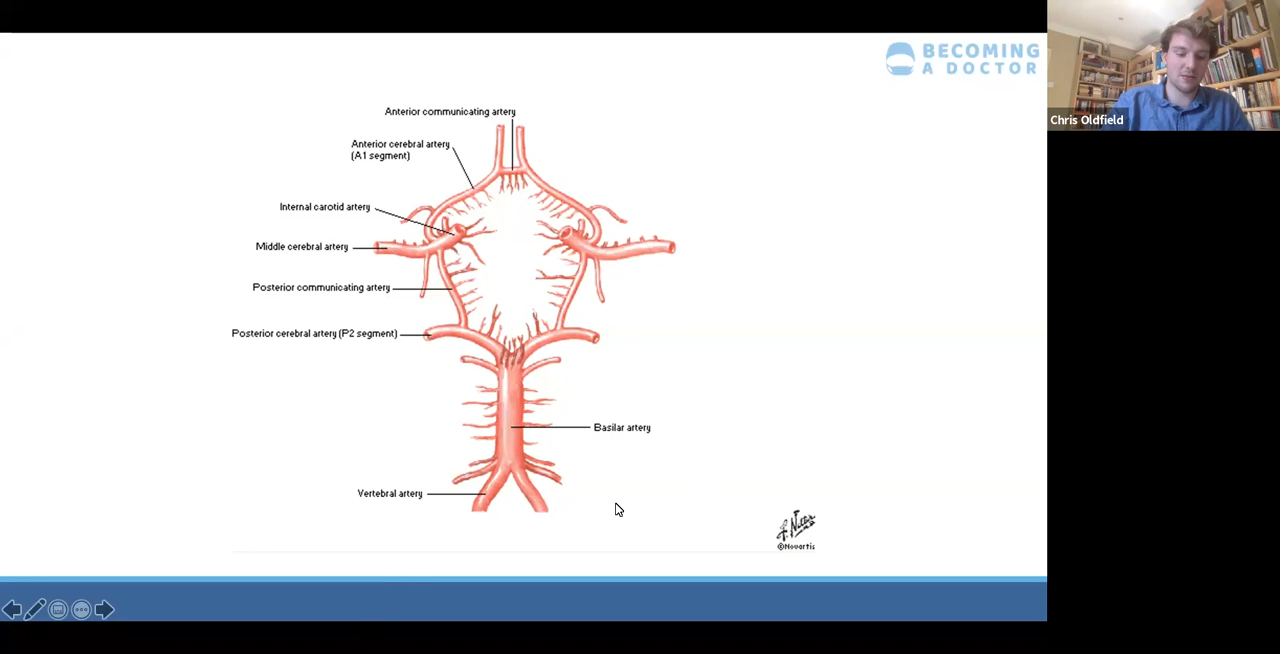 BECOMING
A DOCTOR
Chris Oldfield
Anterior communicating artery
Anterior cerebral artery
(A1 segment)
Internal carotid artery
Middle cerebral artery
Posterior communicating artery
Posterior cerebral artery (P2 segment)
Basilar artery
Vertebral artery
©Novartis